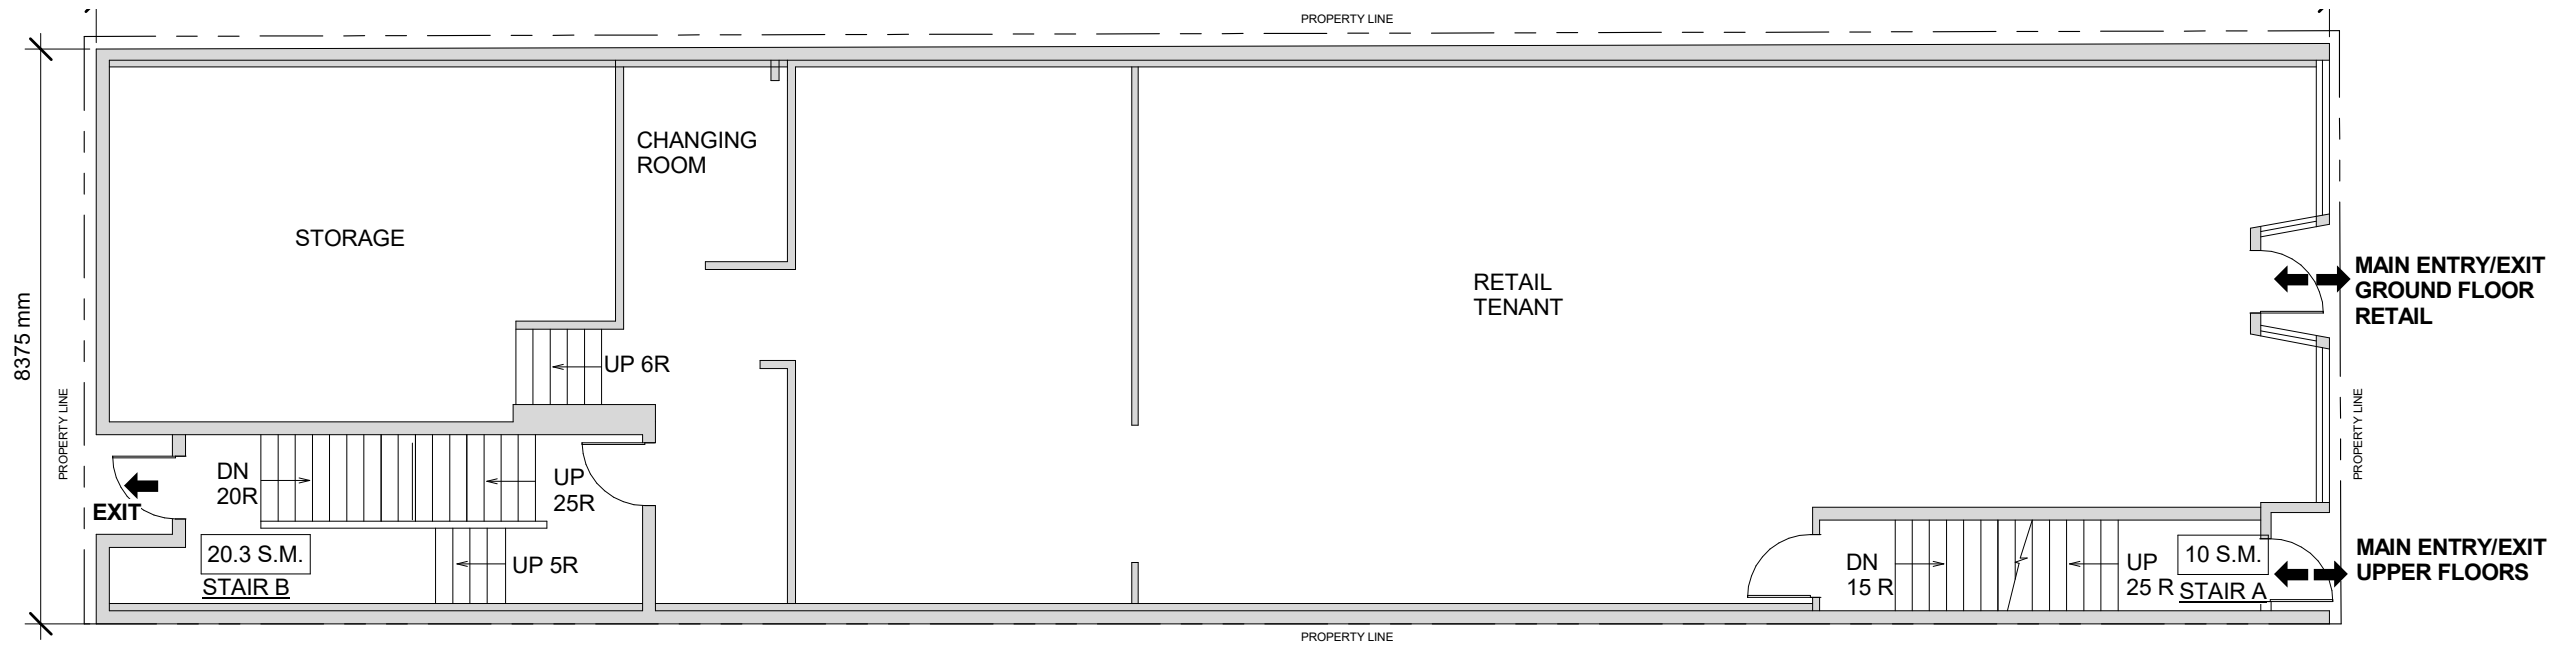 PROPERTY LINE
CHANGING
ROOM
STORAGE
RETAIL
TENANT
MAIN ENTRY/EXIT
GROUND FLOOR
RETAIL
8375 mm
UP 6R
PROPERTY LINE
PROPERTY LINE
DN
20R
UP
25R
EXIT
20.3 S.M.
STAIR B
UP 5R
DN
15 R
UP
25 R
10 S.M.
STAIR A
MAIN ENTRY/EXIT
UPPER FLOORS
PROPERTY LINE